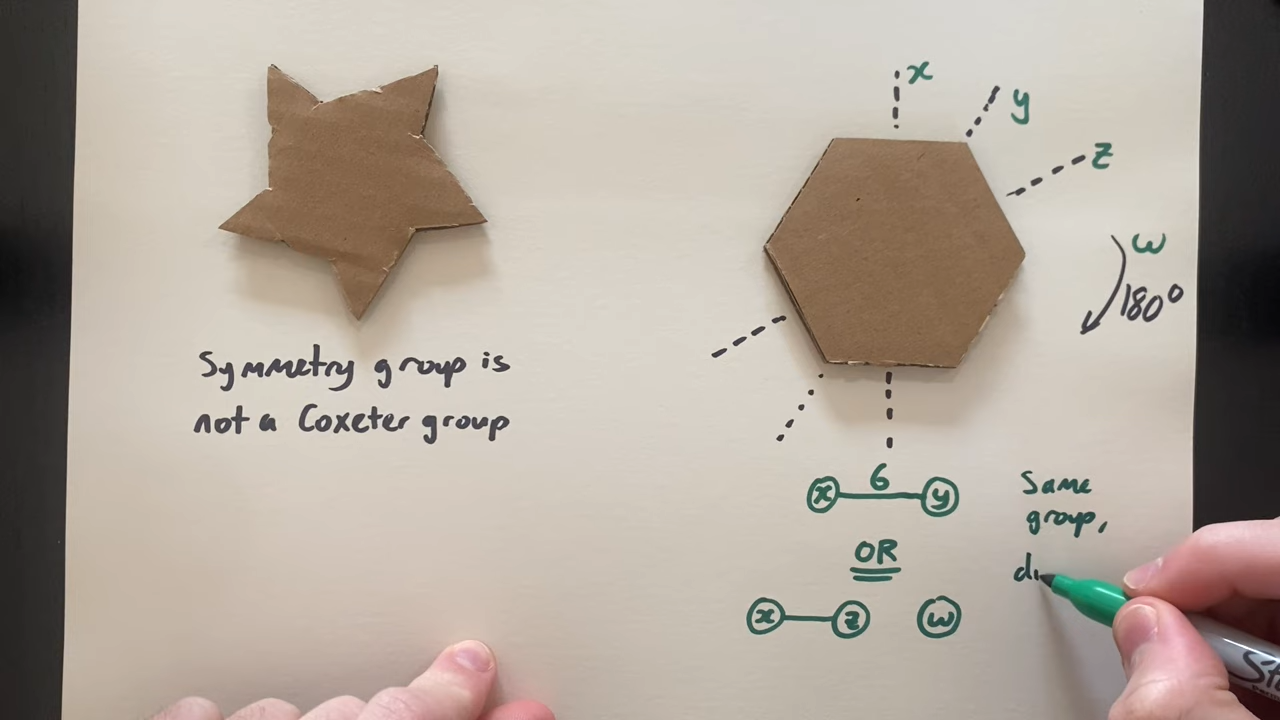 Symmetry group is
not a Coxeter group
x
y
z
w
180°
6
x y
OR
x z w
Same
group,